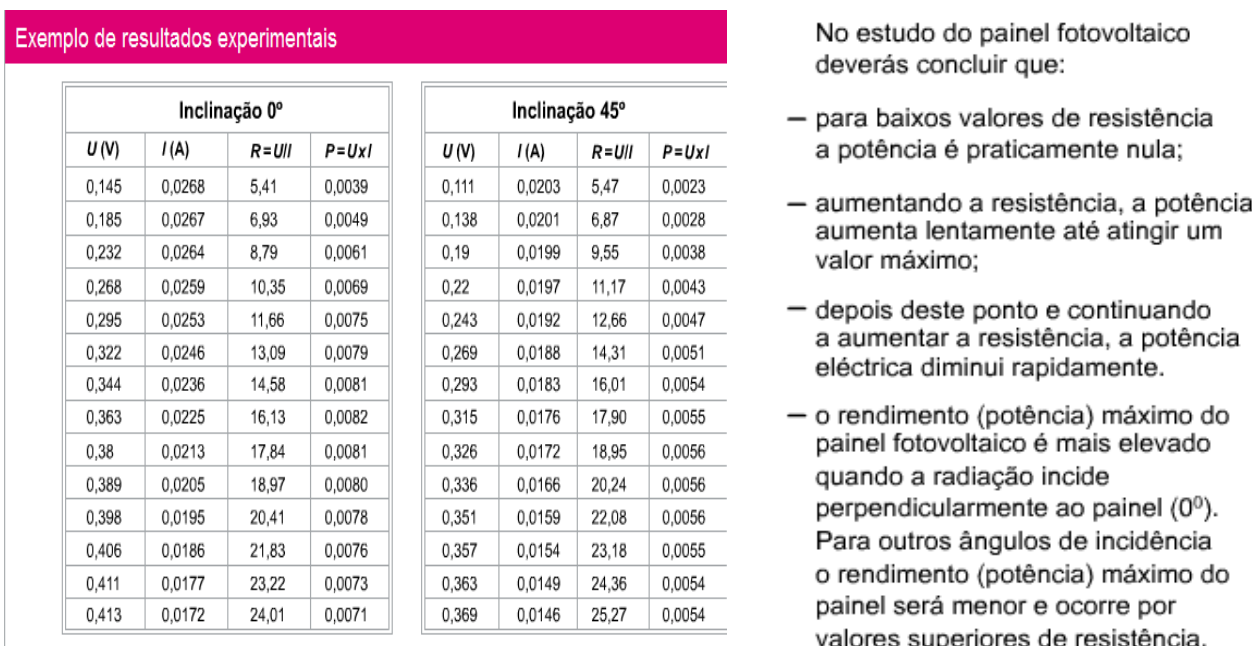 Exemplo de resultados experimentais
Inclinação 0º
U (V) I (A) R=U/I P=UxI
0,145 0,0268 5,41 0,0039
0,185 0,0267 6,93 0,0049
0,232 0,0264 8,79 0,0061
0,268 0,0259 10,35 0,0069
0,295 0,0253 11,66 0,0075
0,322 0,0246 13,09 0,0079
0,344 0,0236 14,58 0,0081
0,363 0,0225 16,13 0,0082
0,38 0,0213 17,84 0,0081
0,389 0,0205 18,97 0,0080
0,398 0,0195 20,41 0,0078
0,406 0,0186 21,83 0,0076
0,411 0,0177 23,22 0,0073
0,413 0,0172 24,01 0,0071
Inclinação 45º
U (V) I (A) R=U/I P=UxI
0,111 0,0203 5,47 0,0023
0,138 0,0201 6,87 0,0028
0,19 0,0199 9,55 0,0038
0,22 0,0197 11,17 0,0043
0,243 0,0192 12,66 0,0047
0,269 0,0188 14,31 0,0051
0,293 0,0183 16,01 0,0054
0,315 0,0176 17,90 0,0055
0,326 0,0172 18,95 0,0056
0,336 0,0166 20,24 0,0056
0,351 0,0159 22,08 0,0056
0,357 0,0154 23,18 0,0055
0,363 0,0149 24,36 0,0054
0,369 0,0146 25,27 0,0054
No estudo do painel fotovoltaico
deverás concluir que:
– para baixos valores de resistência
a potência é praticamente nula;
– aumentando a resistência, a potência
aumenta lentamente até atingir um
valor máximo;
– depois deste ponto e continuando
a aumentar a resistência, a potência
eléctrica diminui rapidamente.
– o rendimento (potência) máximo do
painel fotovoltaico é mais elevado
quando a radiação incide
perpendicularmente ao painel (0⁰).
Para outros ângulos de incidência
o rendimento (potência) máximo do
painel será menor e ocorre por
valores superiores de resistência.